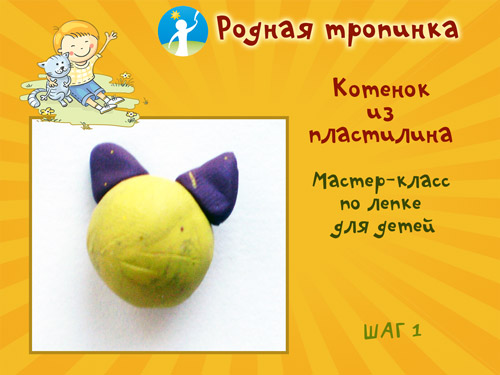 Родная тропинка
Котенок
из
пластилина
Мастер-класс
по лепке
для детей
ШАГ 1